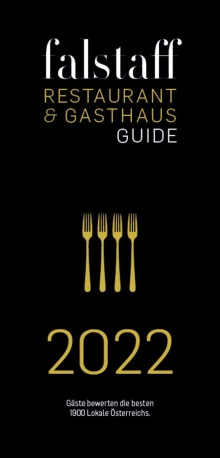 falstaff
RESTAURANT
& GASTHAUS
GUIDE
2022
Gäste bewerten die besten
1900 Lokale Österreichs.